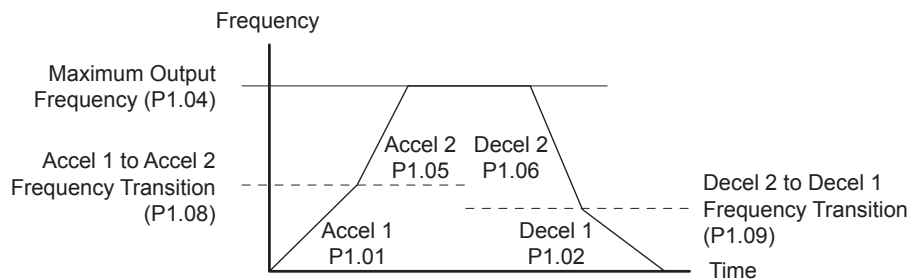 Frequency
Maximum Output
Frequency (P1.04)
Accel 1 to Accel 2
Frequency Transition
(P1.08)
Accel 2
P1.05
Decel 2
P1.06
Decel 2 to Decel 1
Frequency Transition
(P1.09)
Accel 1
P1.01
Decel 1
P1.02
Time